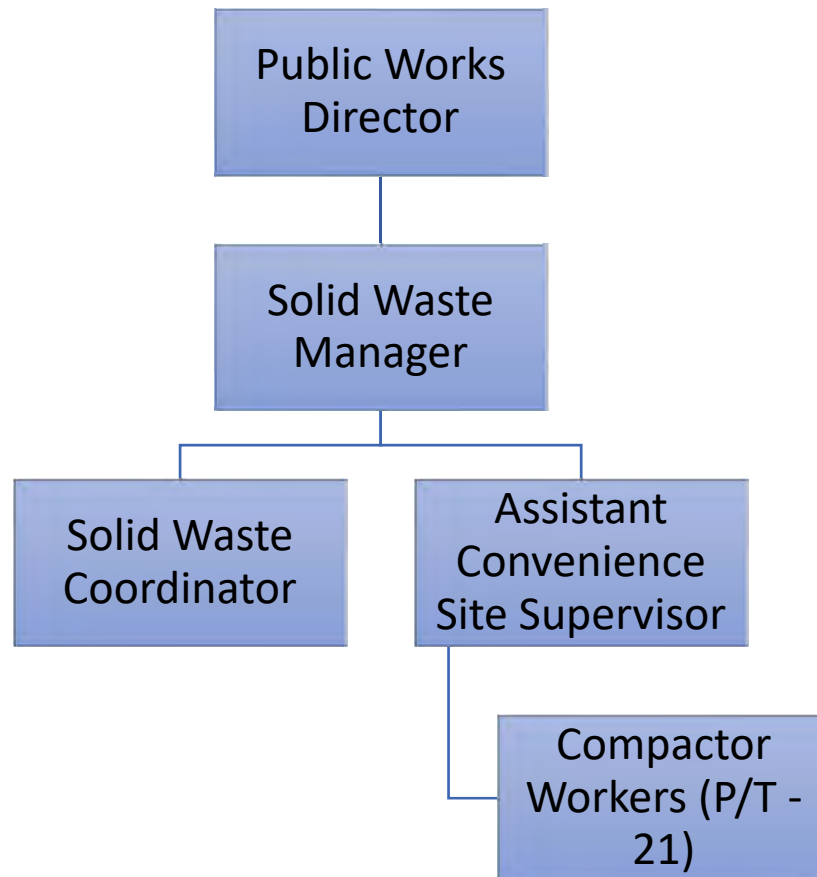 Public Works
Director
Solid Waste
Manager
Solid Waste
Coordinator
Assistant
Convenience
Site Supervisor
Compactor
Workers (P/T -
21)